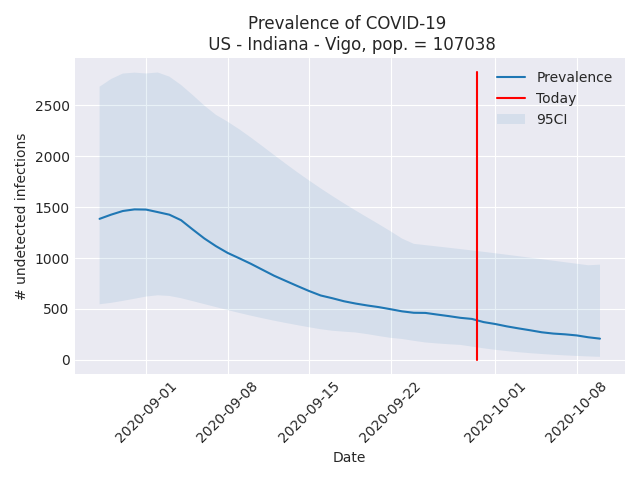 Prevalence of COVID-19
US - Indiana - Vigo, pop. = 107038
Prevalence
Today
95CI
# undetected infections
2500
2000
1500
1000
500
0
2020-09-01
2020-09-08
2020-09-15
2020-09-22
2020-10-01
2020-10-08
Date